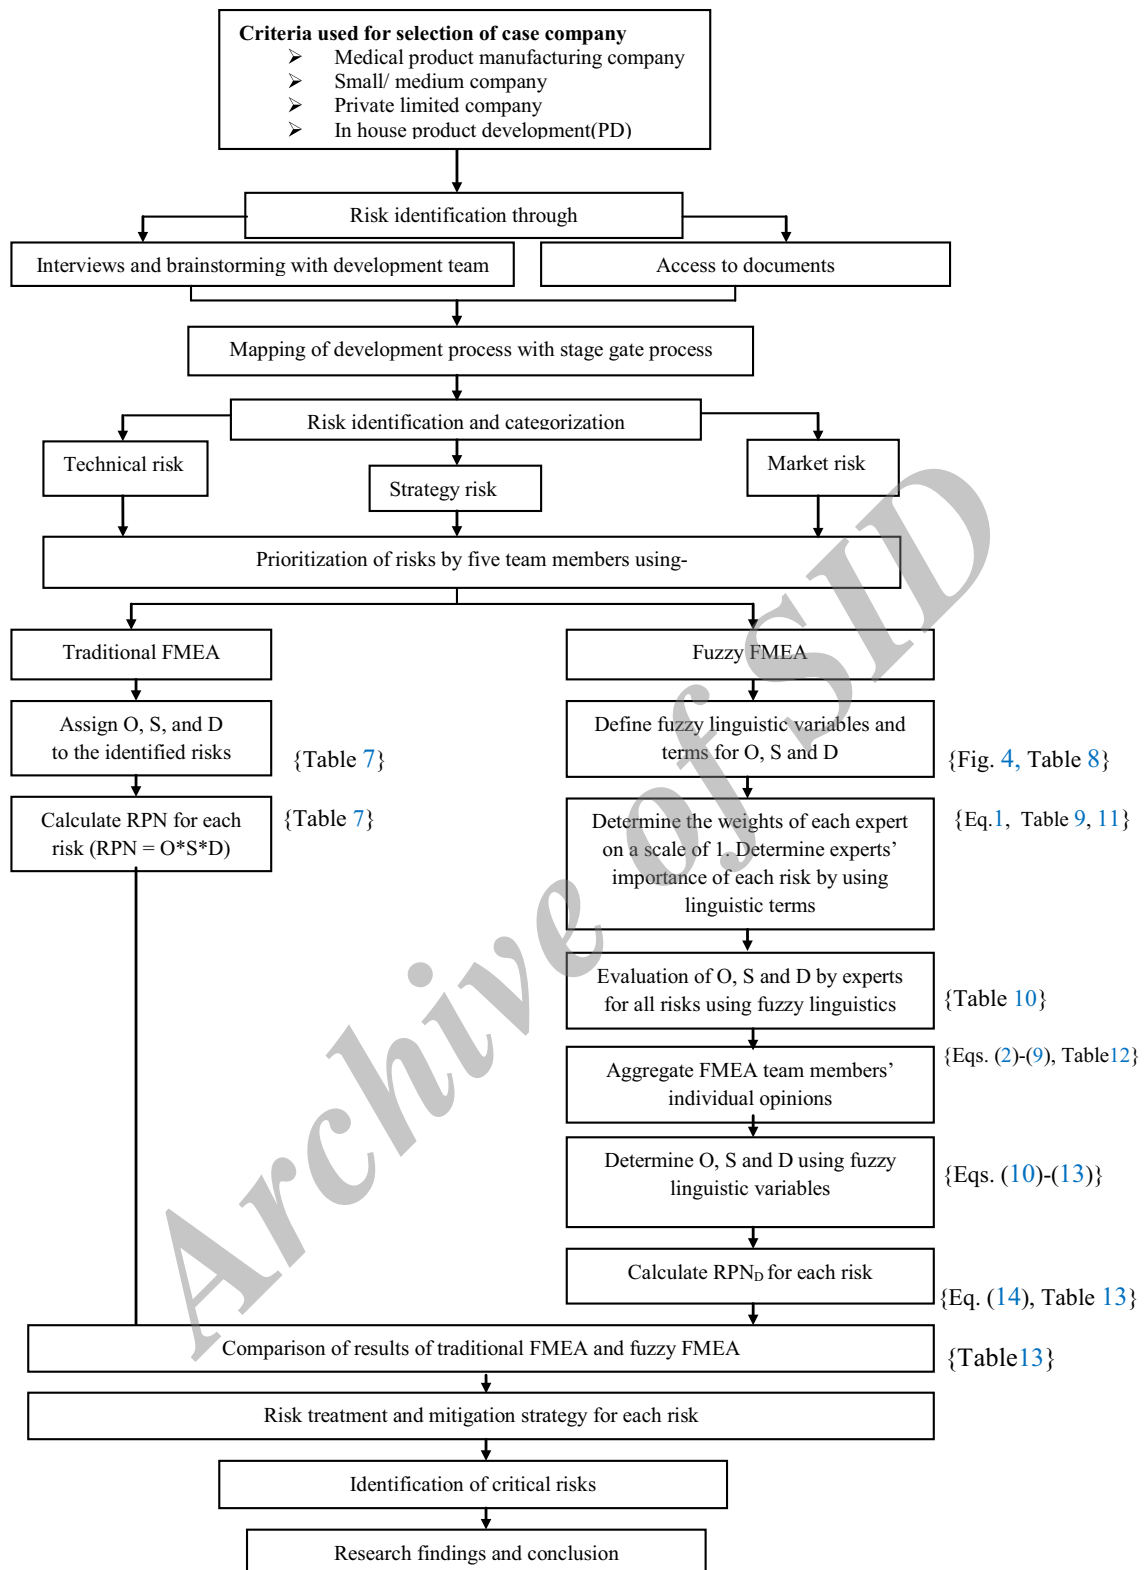 Criteria used for selection of case company
➢ Medical product manufacturing company
➢ Small/ medium company
➢ Private limited company
➢ In house product development(PD)
Risk identification through
Interviews and brainstorming with development team
Access to documents
Mapping of development process with stage gate process
Risk identification and categorization
Technical risk
Strategy risk
Market risk
Prioritization of risks by five team members using-
Traditional FMEA
Fuzzy FMEA
Assign O, S, and D
to the identified risks
{Table 7}
Define fuzzy linguistic variables and
terms for O, S and D
{Fig. 4, Table 8}
Calculate RPN for each
risk (RPN = O*S*D)
{Table 7}
Determine the weights of each expert
on a scale of 1. Determine experts’
importance of each risk by using
linguistic terms
{Eq.1, Table 9, 11}
Evaluation of O, S and D by experts
for all risks using fuzzy linguistics
{Table 10}
Aggregate FMEA team members’
individual opinions
{Eqs. (2)-(9), Table12}
Determine O, S and D using fuzzy
linguistic variables
{Eqs. (10)-(13)}
Calculate RPND for each risk
{Eq. (14), Table 13}
Comparison of results of traditional FMEA and fuzzy FMEA
{Table13}
Risk treatment and mitigation strategy for each risk
Identification of critical risks
Research findings and conclusion
Archive of SID